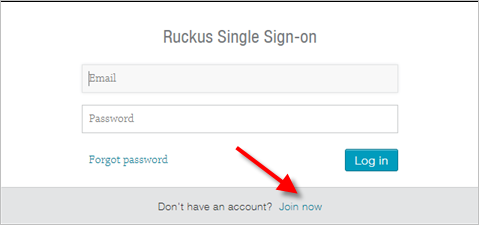 Ruckus Single Sign-on
Email
Password
Forgot password
Log in
Don't have an account? Join now